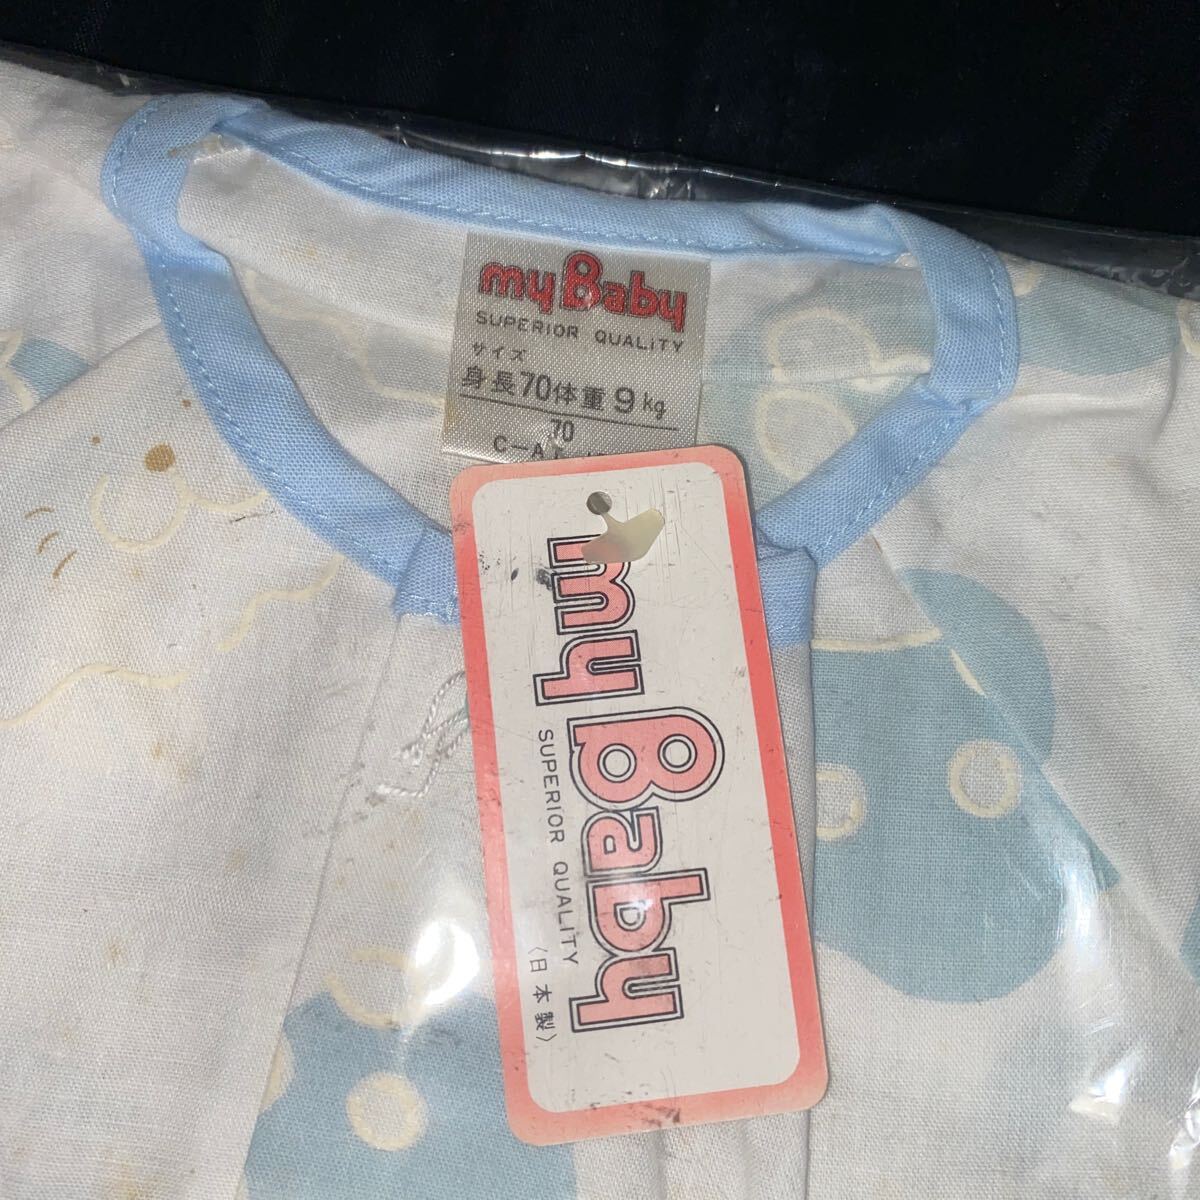 my Baby
SUPERIOR QUALITY
サイズ
身長70体重9kg
70
C-A
my Baby
SUPERIOR QUALITY
〈日本製〉